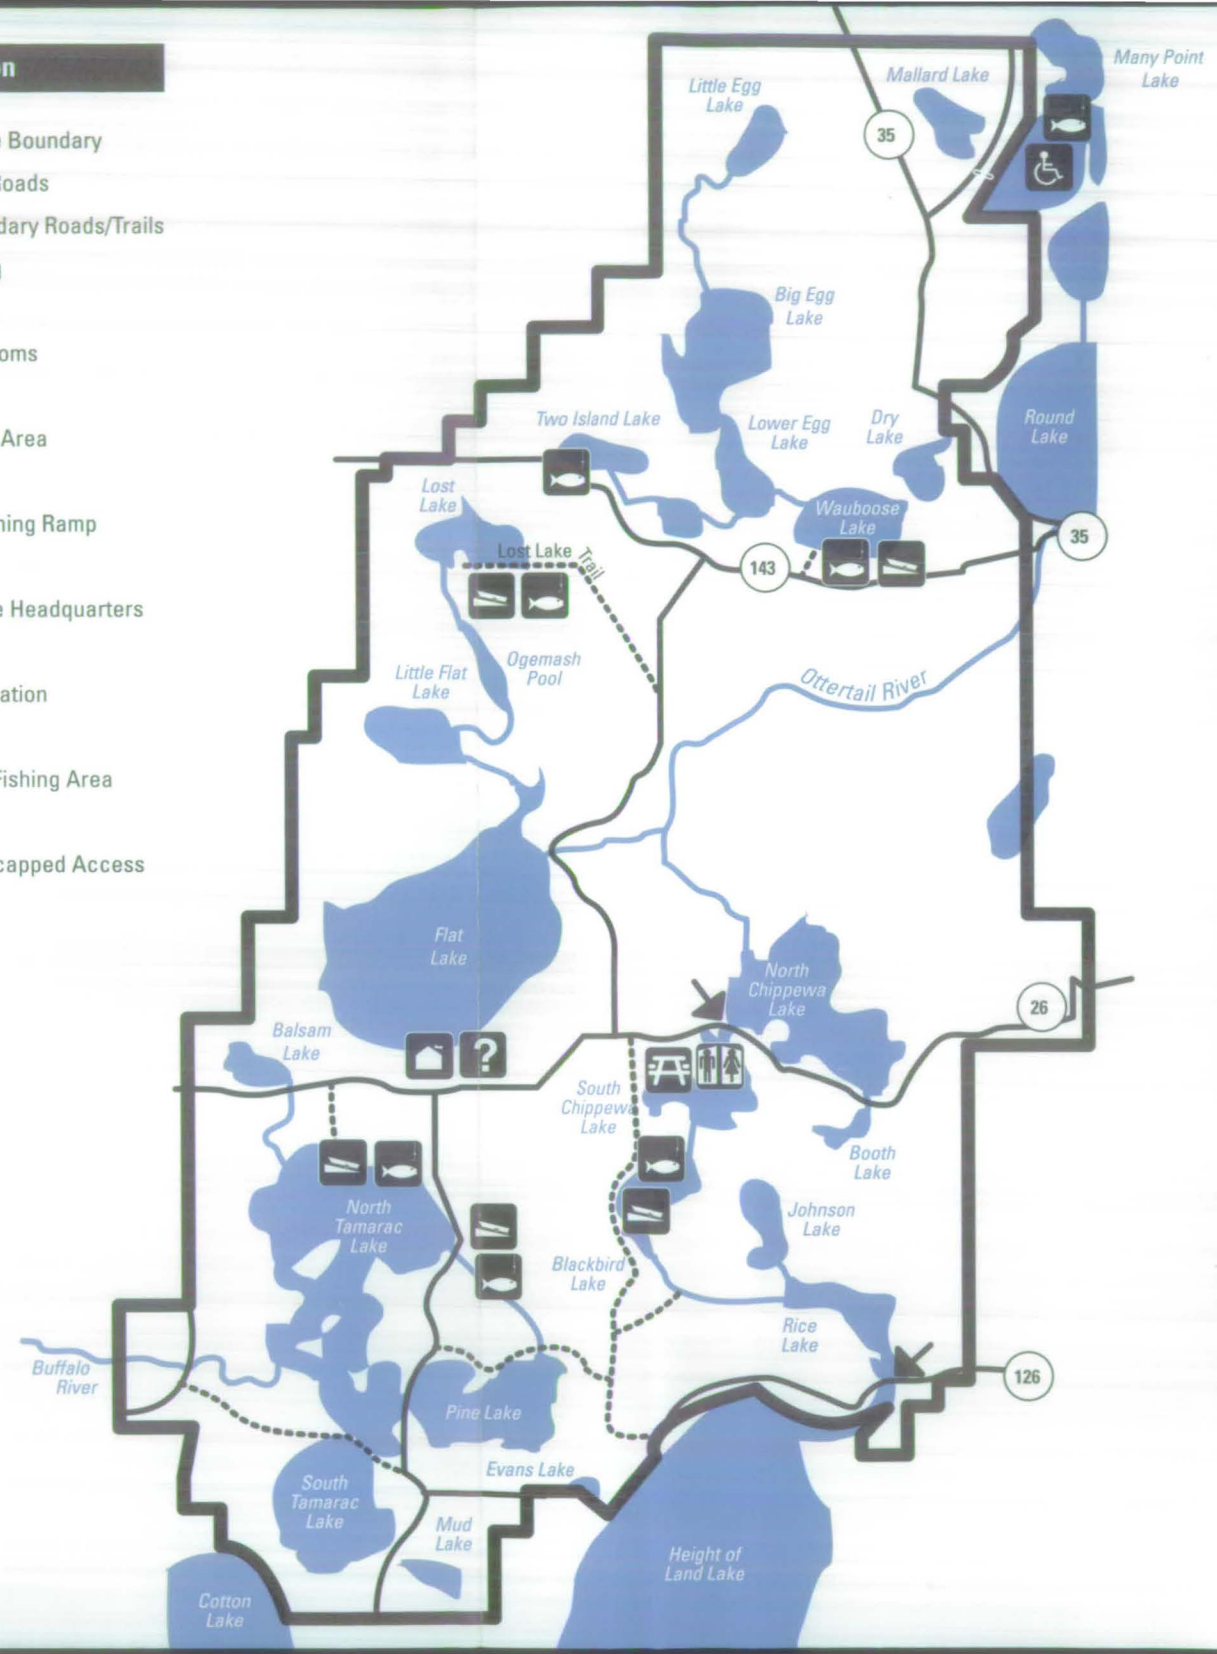 n
Boundary
oads
dary Roads/Trails
oms
Area
ning Ramp
e Headquarters
ation
Fishing Area
capped Access
Many Point
Lake
Mallard Lake
Little Egg
Lake
35
Big Egg
Lake
Two Island Lake
Lower Egg
Lake
Dry
Lake
Round
Lake
Lost
Lake
Wauboose
Lake
35
Lost Lake Trail
143
Ogemash
Pool
Little Flat
Lake
Ottertail River
Flat
Lake
North
Chippewa
Lake
26
Balsam
Lake
?
South
Chippewa
Lake
Booth
Lake
North
Tamarac
Lake
Johnson
Lake
Blackbird
Lake
Rice
Lake
Buffalo
River
126
Pine Lake
Evans Lake
South
Tamarac
Lake
Mud
Lake
Height of
Land Lake
Cotton
Lake